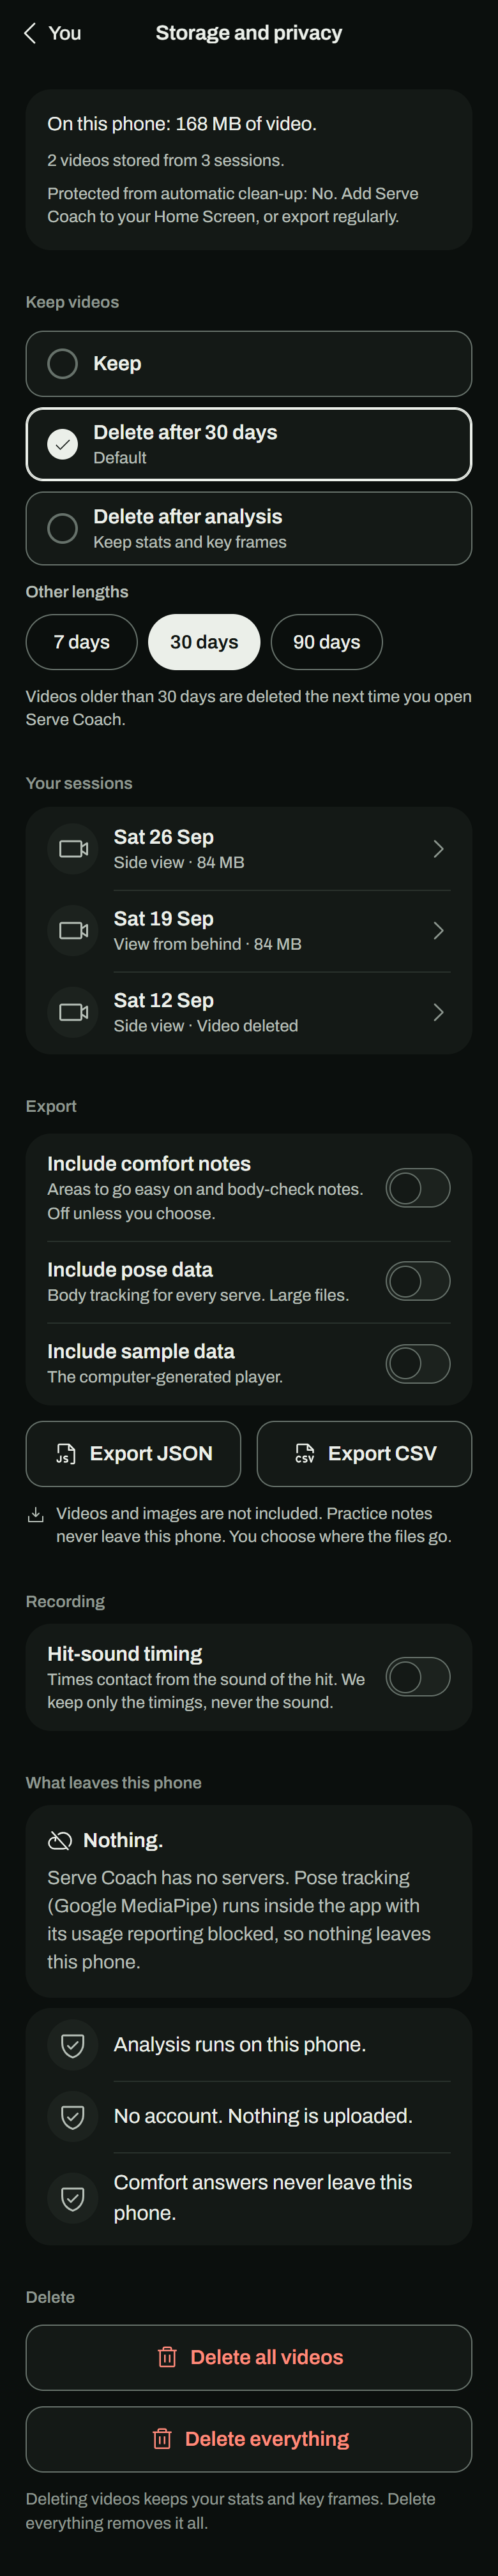 You
Storage and privacy
On this phone: 168 MB of video.
2 videos stored from 3 sessions.
Protected from automatic clean-up: No. Add Serve
Coach to your Home Screen, or export regularly.
Keep videos
Keep
Delete after 30 days
Default
Delete after analysis
Keep stats and key frames
Other lengths
7 days
30 days
90 days
Videos older than 30 days are deleted the next time you open
Serve Coach.
Your sessions
Sat 26 Sep
Side view · 84 MB
Sat 19 Sep
View from behind · 84 MB
Sat 12 Sep
Side view · Video deleted
Export
Include comfort notes
Areas to go easy on and body-check notes.
Off unless you choose.
Include pose data
Body tracking for every serve. Large files.
Include sample data
The computer-generated player.
JS
Export JSON
CSV
Export CSV
Videos and images are not included. Practice notes
never leave this phone. You choose where the files go.
Recording
Hit-sound timing
Times contact from the sound of the hit. We
keep only the timings, never the sound.
What leaves this phone
Nothing.
Serve Coach has no servers. Pose tracking
(Google MediaPipe) runs inside the app with
its usage reporting blocked, so nothing leaves
this phone.
Analysis runs on this phone.
No account. Nothing is uploaded.
Comfort answers never leave this
phone.
Delete
Delete all videos
Delete everything
Deleting videos keeps your stats and key frames. Delete
everything removes it all.